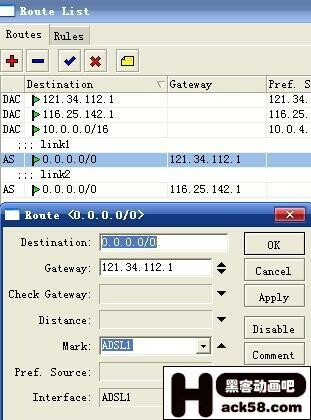 Route List
Routes Rules
Destination Gateway Pref. S
DAC 121.34.112.1 121.34.
DAC 116.25.142.1 116.25
DAC 10.0.0.0/16 10.0.4.
;;; link1
AS 0.0.0.0/0 121.34.112.1
;;; link2
AS 0.0.0.0/0 116.25.142.1
Route <0.0.0.0/0>
Destination: 0.0.0.0/0 OK
Gateway: 121.34.112.1 Cancel
Check Gateway: Apply
Distance: Disable
Mark: ADSL1
Pref. Source: Comment
Interface: ADSL1
黑客动画吧
Hack58.com